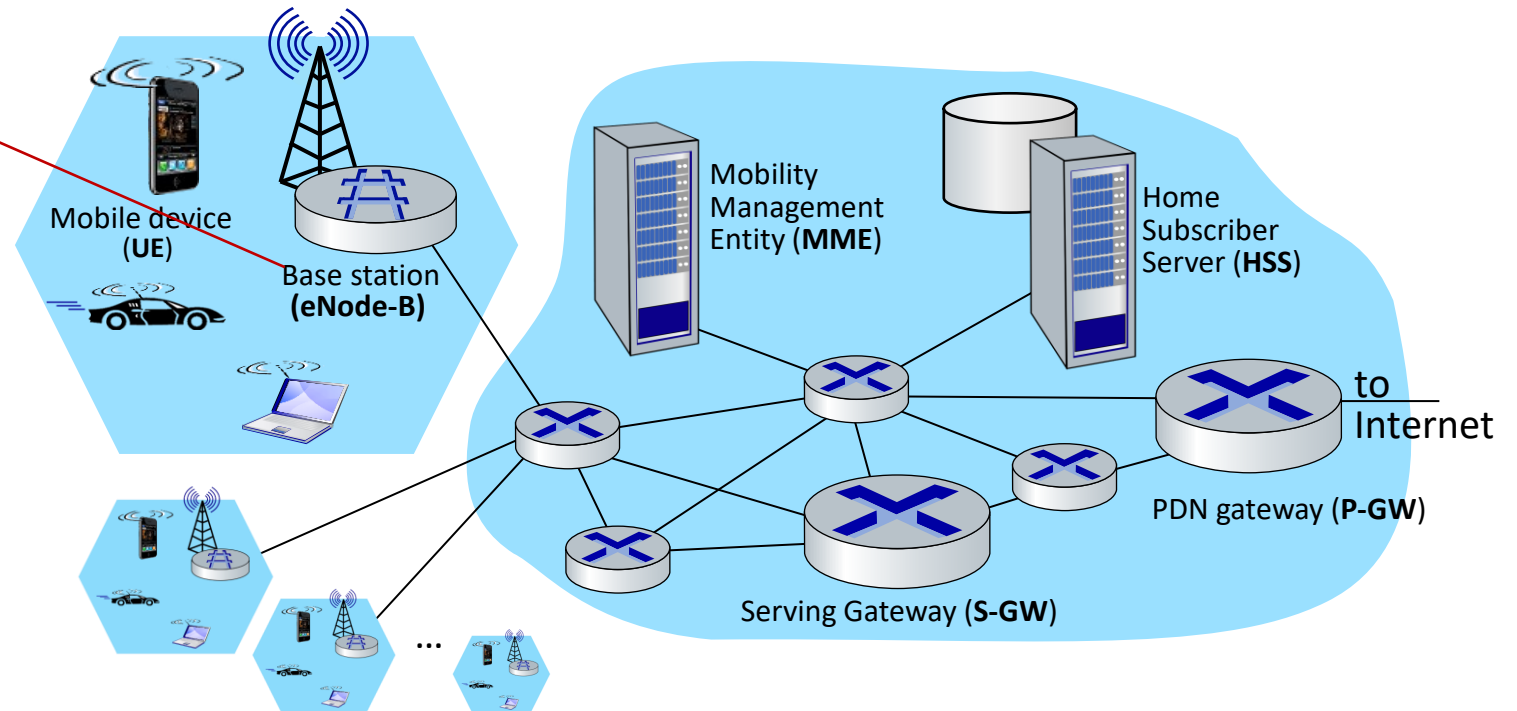 Mobile device
(UE)
Base station
(eNode-B)
Mobility
Management
Entity (MME)
Home
Subscriber
Server (HSS)
to
Internet
PDN gateway (P-GW)
Serving Gateway (S-GW)
...